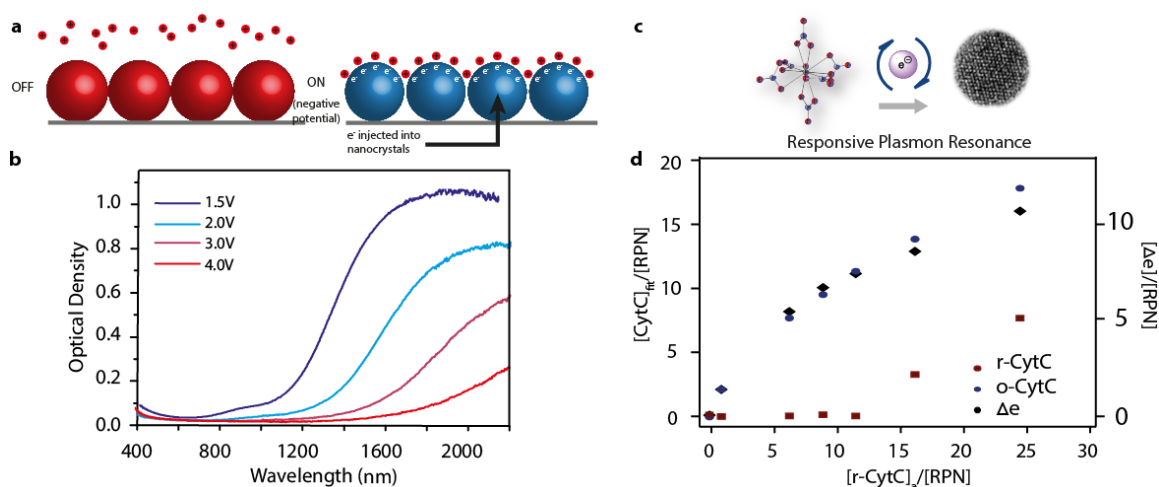 a
OFF
ON
(negative
potential)
e⁻ injected into
nanocrystals
e⁻ e⁻ e⁻ e⁻
b
1.0
0.8
0.6
0.4
0.2
0.0
Optical Density
1.5V
2.0V
3.0V
4.0V
400 800 1200 1600 2000
Wavelength (nm)
c
e⁻
Responsive Plasmon Resonance
d
20
15
10
5
0
[CytC]fit/[RPN]
10
5
0
[Δe]/[RPN]
r-CytC
o-CytC
Δe
0 5 10 15 20 25 30
[r-CytC]a/[RPN]